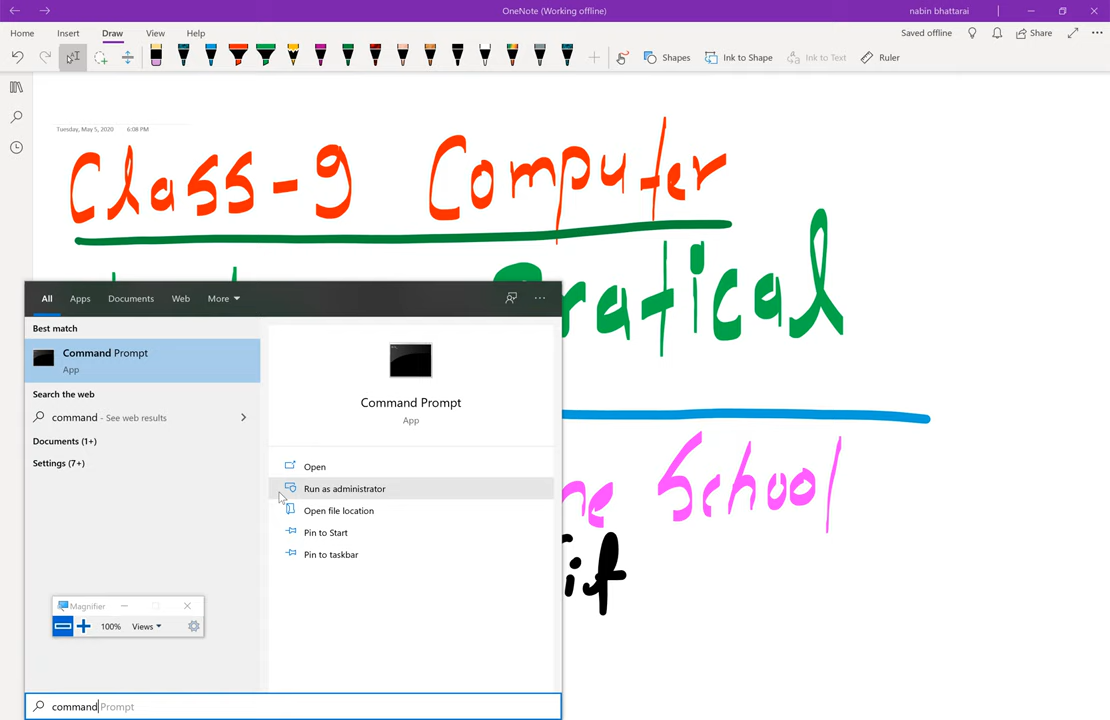 OneNote (Working offline)
nabin bhattarai
Home Insert Draw View Help
Saved offline Share
Shapes Ink to Shape Ink to Text Ruler
Tuesday, May 5, 2020 6:08 PM
Class-9 Computer
Pratical
All Apps Documents Web More
Best match
Command Prompt
App
Search the web
command - See web results
Documents (1+)
Settings (7+)
Command Prompt
App
Open
Run as administrator
Open file location
Pin to Start
Pin to taskbar
School
Magnifier
100% Views
command Prompt